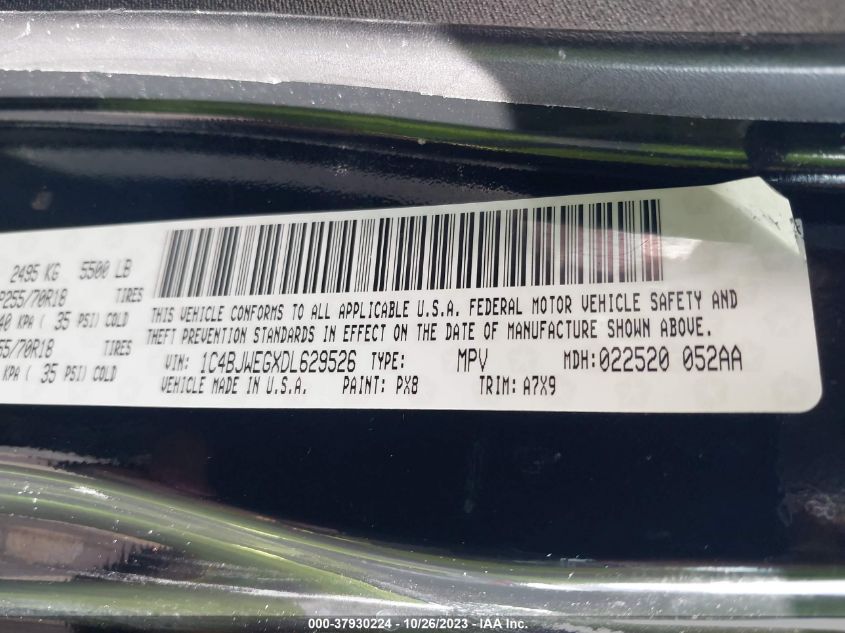 2495 KG 5500 LB
P255/70R18 TIRES
40 KPA ( 35 PSI) COLD
55/70R18 TIRES
KPA ( 35 PSI) COLD
THIS VEHICLE CONFORMS TO ALL APPLICABLE U.S.A. FEDERAL MOTOR VEHICLE SAFETY AND
THEFT PREVENTION STANDARDS IN EFFECT ON THE DATE OF MANUFACTURE SHOWN ABOVE.
VIN: 1C4BJWEGXDL629526 TYPE: MPV MDH:022520 052AA
VEHICLE MADE IN U.S.A. PAINT: PX8 TRIM: A7X9
000-37930224 - 10/26/2023 - IAA Inc.